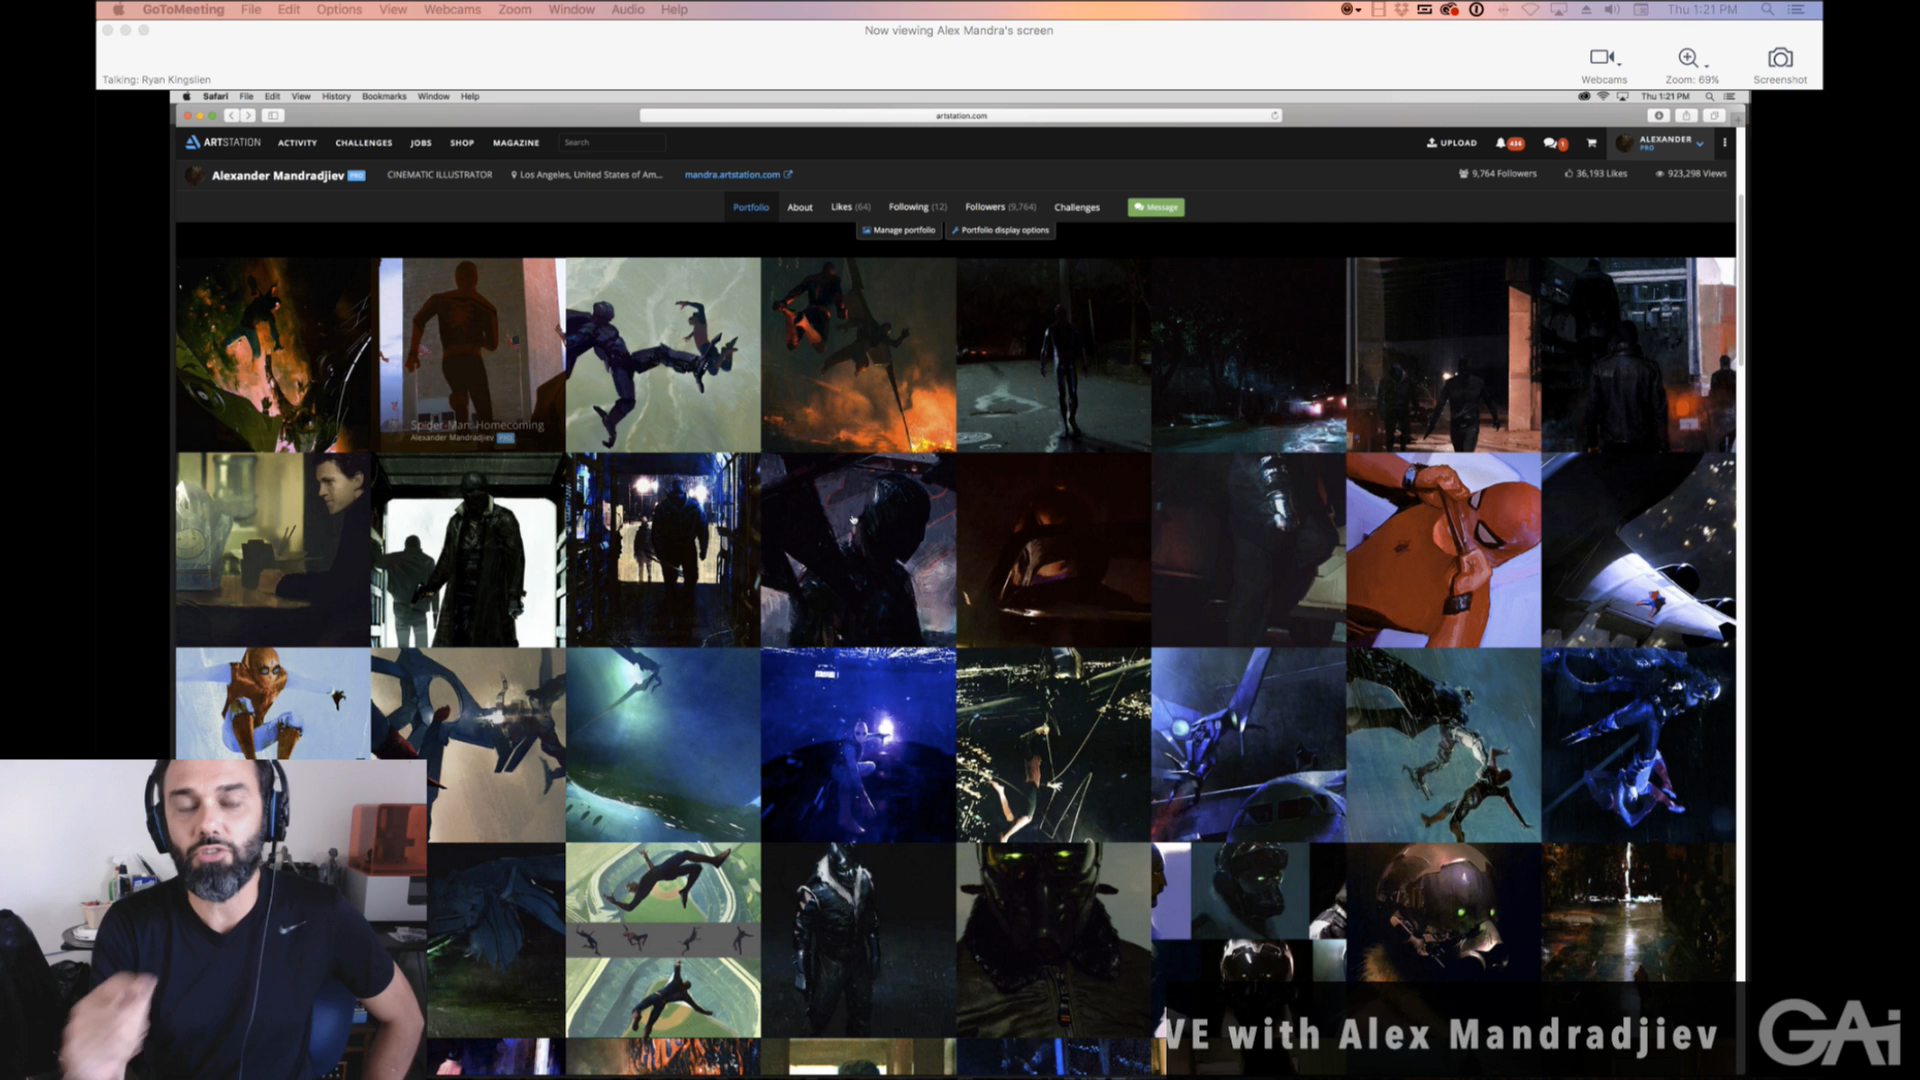 GoToMeeting File Edit Options View Webcams Zoom Window Audio Help Thu 1:21 PM
Now viewing Alex Mandra's screen
Talking: Ryan Kingslien
Webcams Zoom: 69% Screenshot
Safari File Edit View History Bookmarks Window Help Thu 1:21 PM
artstation.com
ARTSTATION ACTIVITY CHALLENGES JOBS SHOP MAGAZINE Search UPLOAD 436 1 ALEXANDER
PRO
Alexander Mandradjiev PRO CINEMATIC ILLUSTRATOR Los Angeles, United States of Am... mandra.artstation.com 9,764 Followers 36,193 Likes 923,298 Views
Portfolio About Likes (64) Following (12) Followers (9,764) Challenges Message
Manage portfolio Portfolio display options
Spider-Man: Homecoming
Alexander Mandradjiev PRO
VE with Alex Mandradjiev
GAi